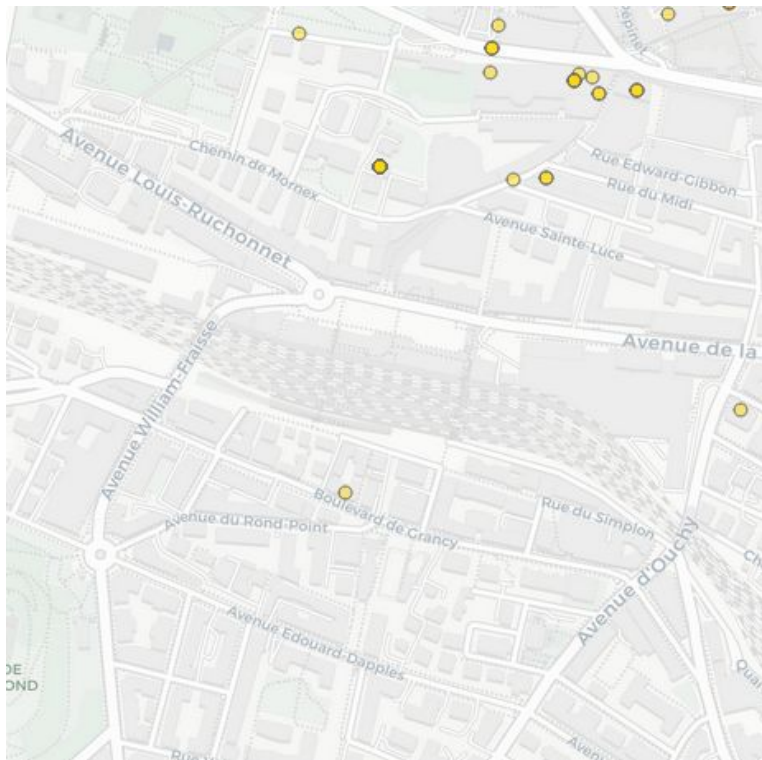 Pépinet
Rue Edward-Gibbon
Rue du Midi
Chemin de Mornex
Avenue Louis-Ruchonnet
Avenue Sainte-Luce
Avenue de la
Avenue William-Fraisse
Boulevard de Grancy
Avenue du Rond-Point
Rue du Simplon
Avenue d'Ouchy
Avenue Edouard-Dapples
DE
OND
Avenue